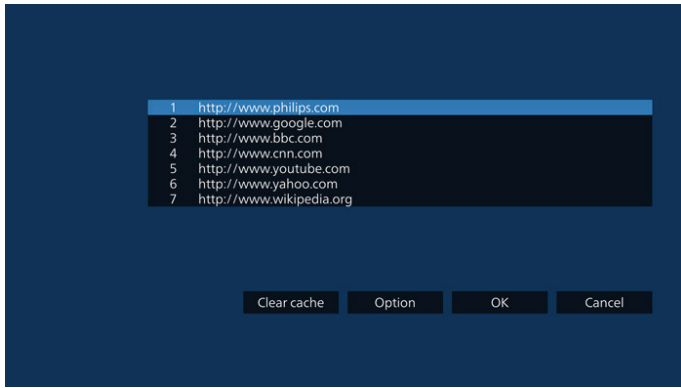 1 http://www.philips.com
2 http://www.google.com
3 http://www.bbc.com
4 http://www.cnn.com
5 http://www.youtube.com
6 http://www.yahoo.com
7 http://www.wikipedia.org
Clear cache Option OK Cancel